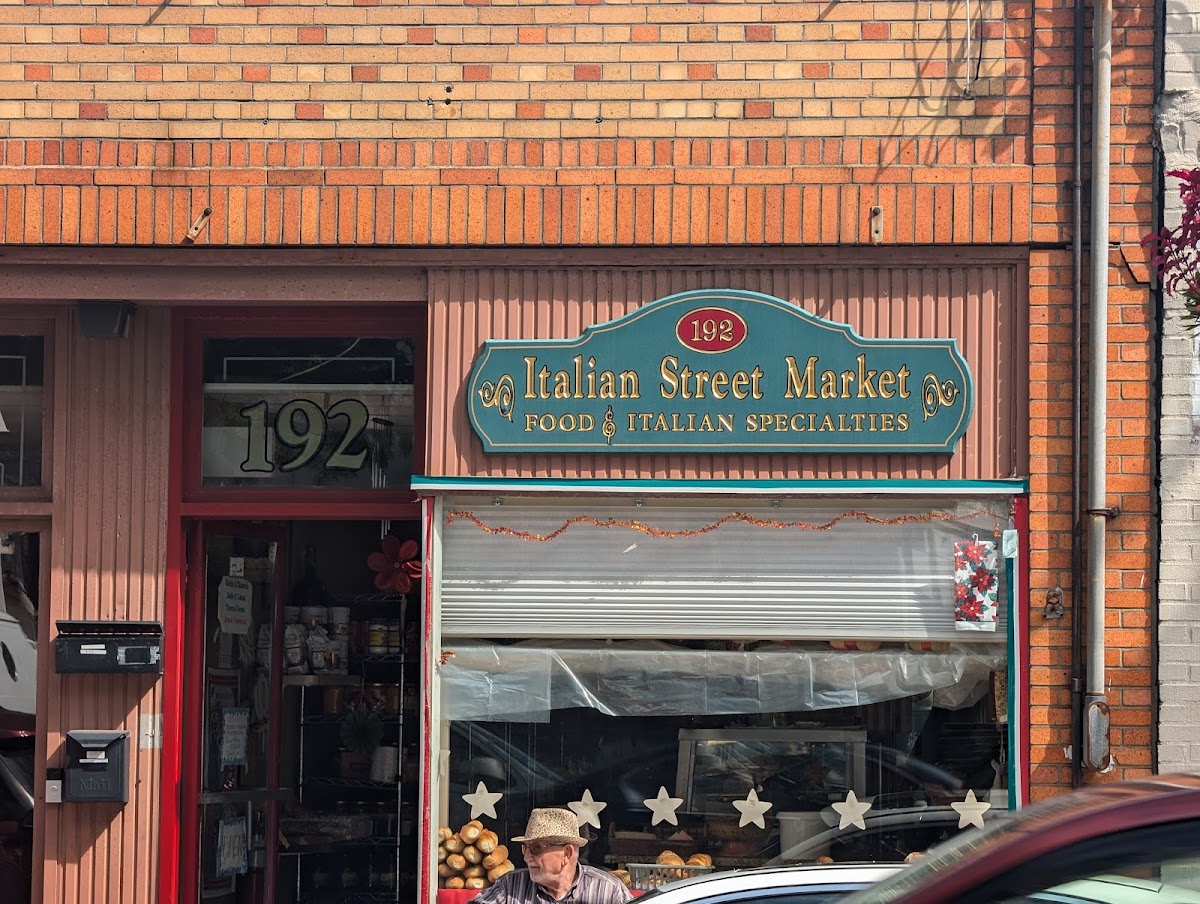 192
Italian Street Market
FOOD & ITALIAN SPECIALTIES
192
Mail